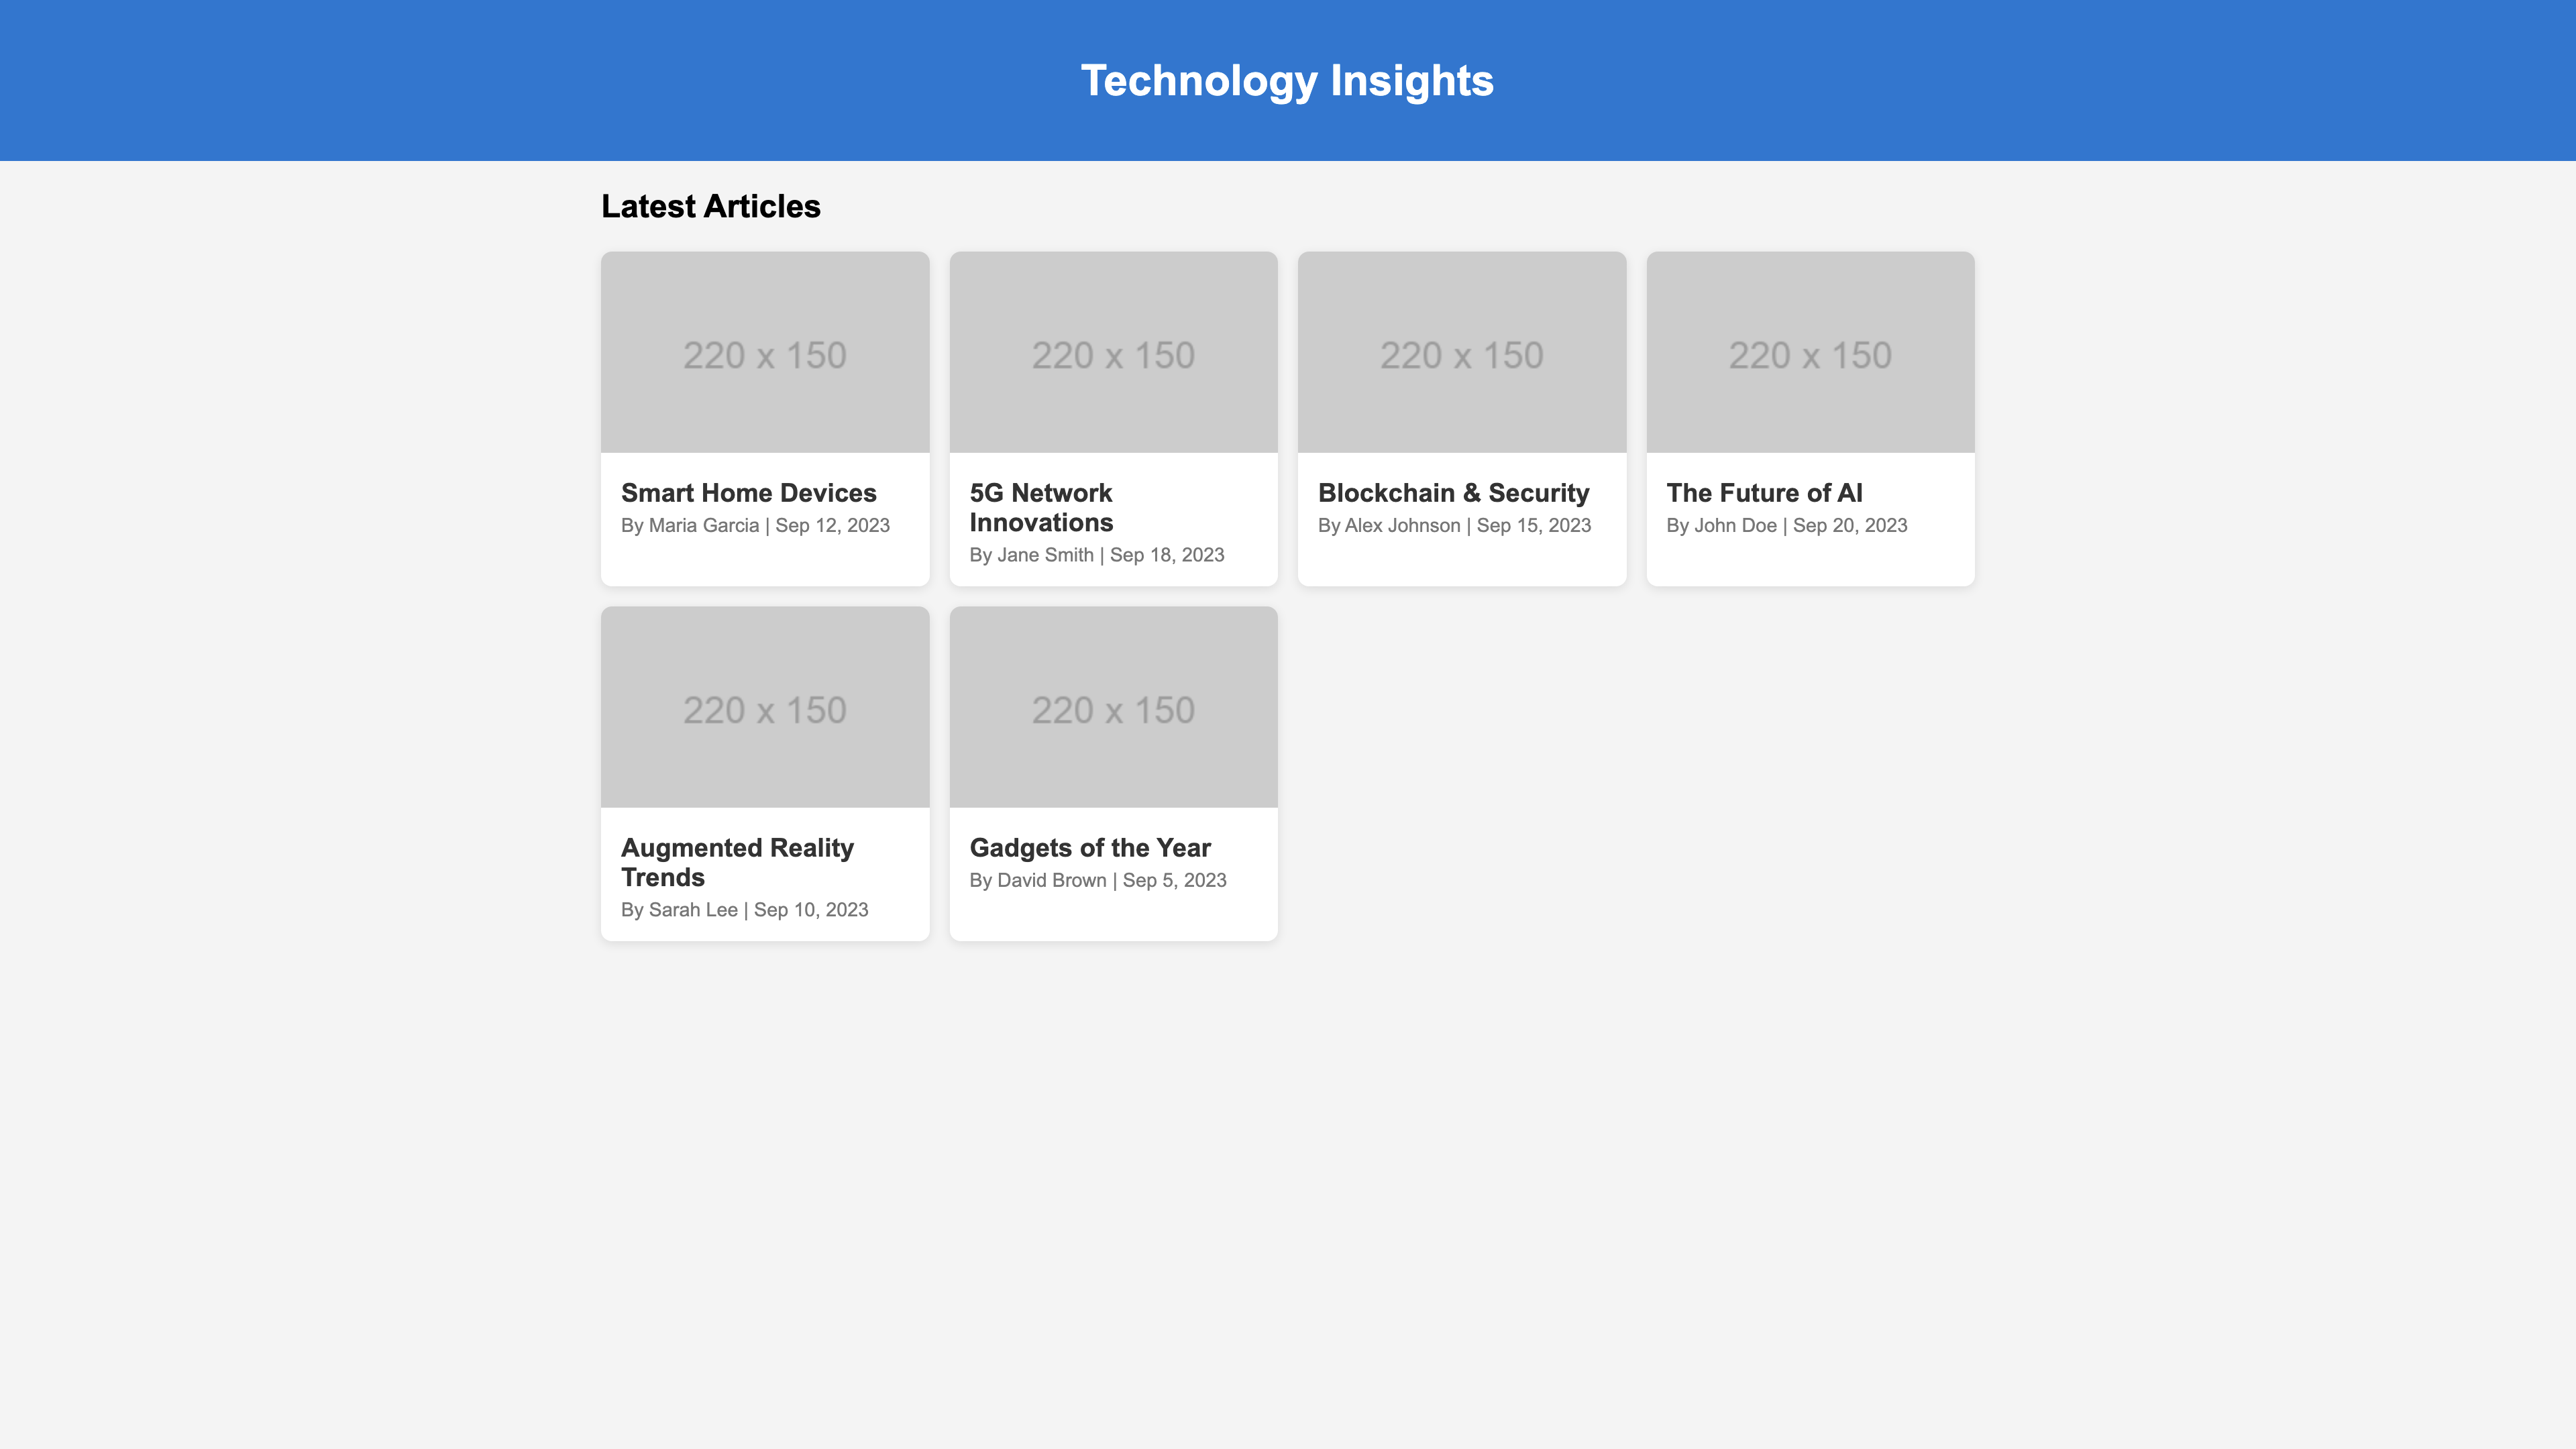 Technology Insights
Latest Articles
220 x 150
Smart Home Devices
By Maria Garcia | Sep 12, 2023
220 x 150
5G Network
Innovations
By Jane Smith | Sep 18, 2023
220 x 150
Blockchain & Security
By Alex Johnson | Sep 15, 2023
220 x 150
The Future of AI
By John Doe | Sep 20, 2023
220 x 150
Augmented Reality
Trends
By Sarah Lee | Sep 10, 2023
220 x 150
Gadgets of the Year
By David Brown | Sep 5, 2023